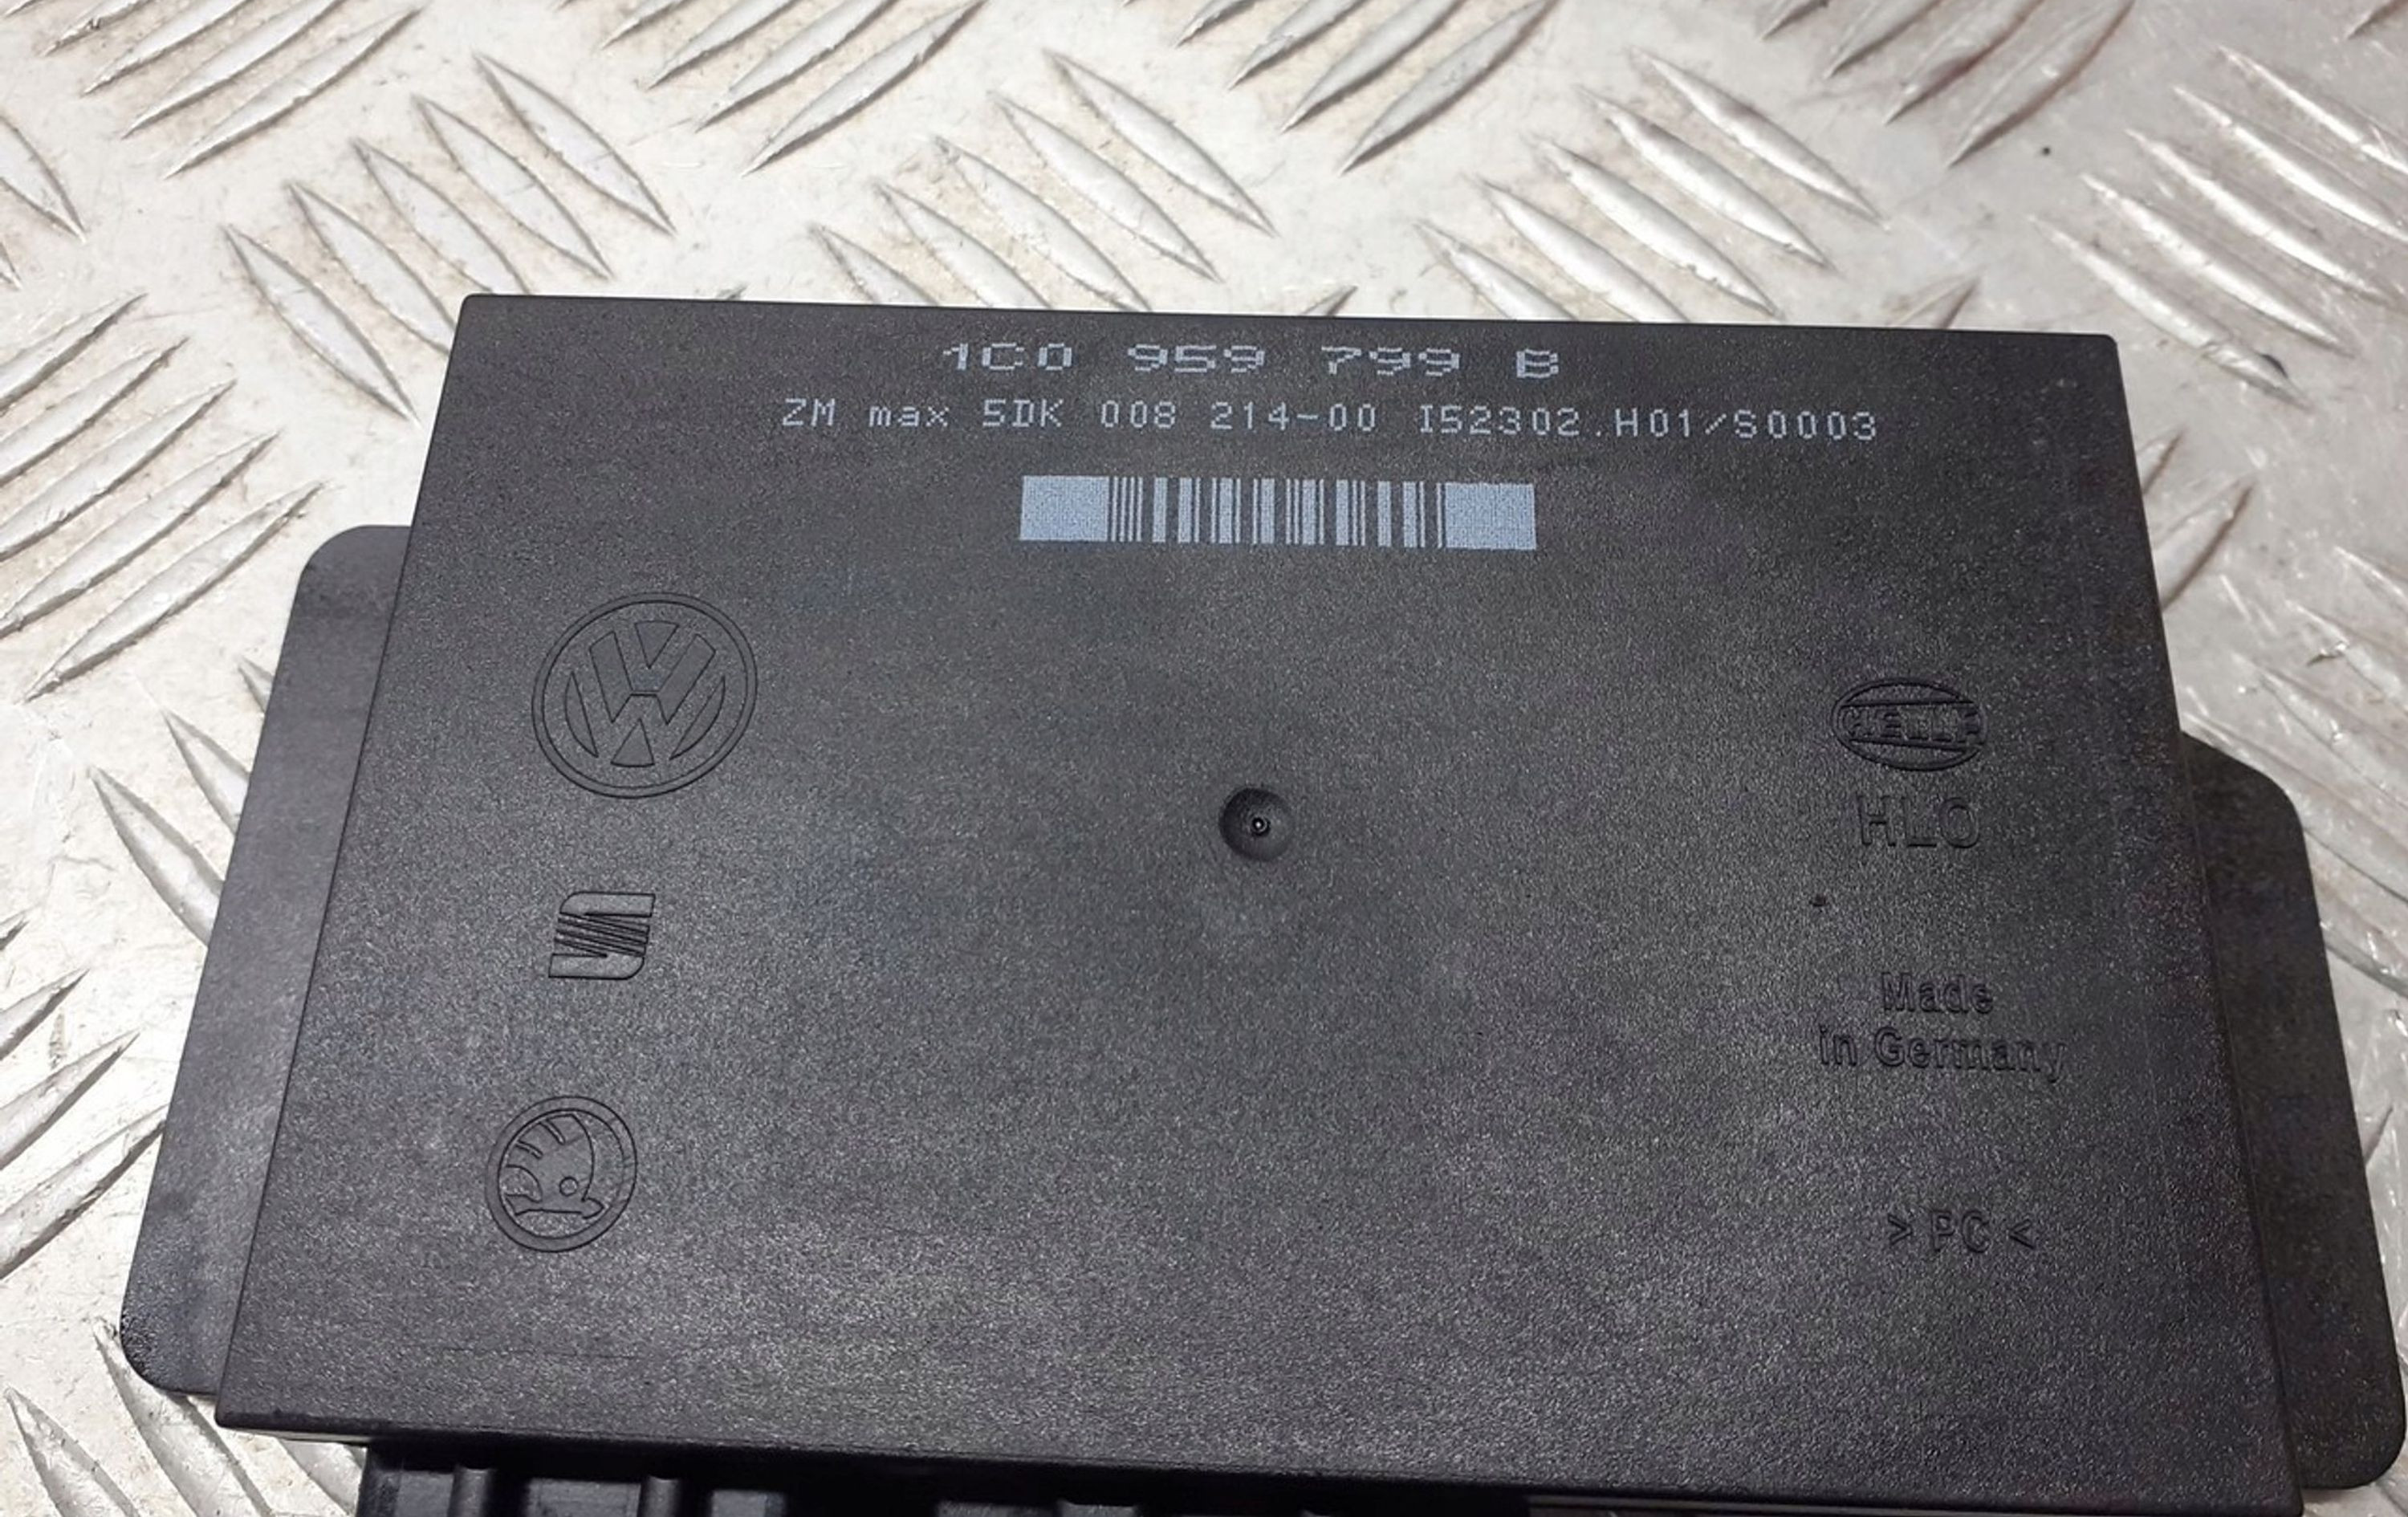 1C0 959 799 B
ZM max 5DK 008 214-00 I52302.H01/S0003
HELLA
HLO
Made
in Germany
> PC <